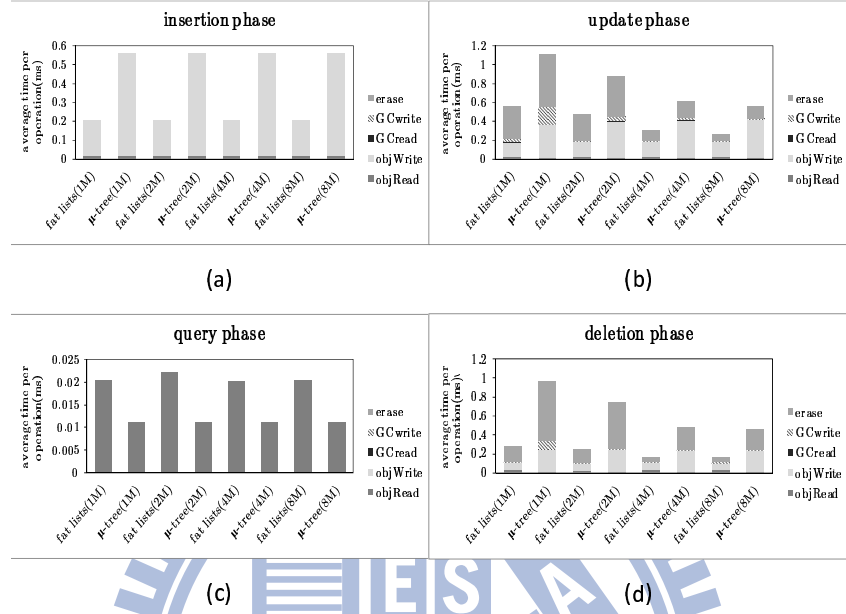 insertion phase
average time per
operation(ms)
0.6
0.5
0.4
0.3
0.2
0.1
0
fat lists(1M)
μ-tree(1M)
fat lists(2M)
μ-tree(2M)
fat lists(4M)
μ-tree(4M)
fat lists(8M)
μ-tree(8M)
erase
GCwrite
GCread
objWrite
objRead
(a)
update phase
average time per
operation(ms)
1.2
1
0.8
0.6
0.4
0.2
0
fat lists(1M)
μ-tree(1M)
fat lists(2M)
μ-tree(2M)
fat lists(4M)
μ-tree(4M)
fat lists(8M)
μ-tree(8M)
erase
GCwrite
GCread
objWrite
objRead
(b)
query phase
average time per
operation(ms)
0.025
0.02
0.015
0.01
0.005
0
fat lists(1M)
μ-tree(1M)
fat lists(2M)
μ-tree(2M)
fat lists(4M)
μ-tree(4M)
fat lists(8M)
μ-tree(8M)
erase
GCwrite
GCread
objWrite
objRead
(c)
deletion phase
average time per
operation(ms)\
1.2
1
0.8
0.6
0.4
0.2
0
fat lists(1M)
μ-tree(1M)
fat lists(2M)
μ-tree(2M)
fat lists(4M)
μ-tree(4M)
fat lists(8M)
μ-tree(8M)
erase
GCwrite
GCread
objWrite
objRead
(d)
E S A